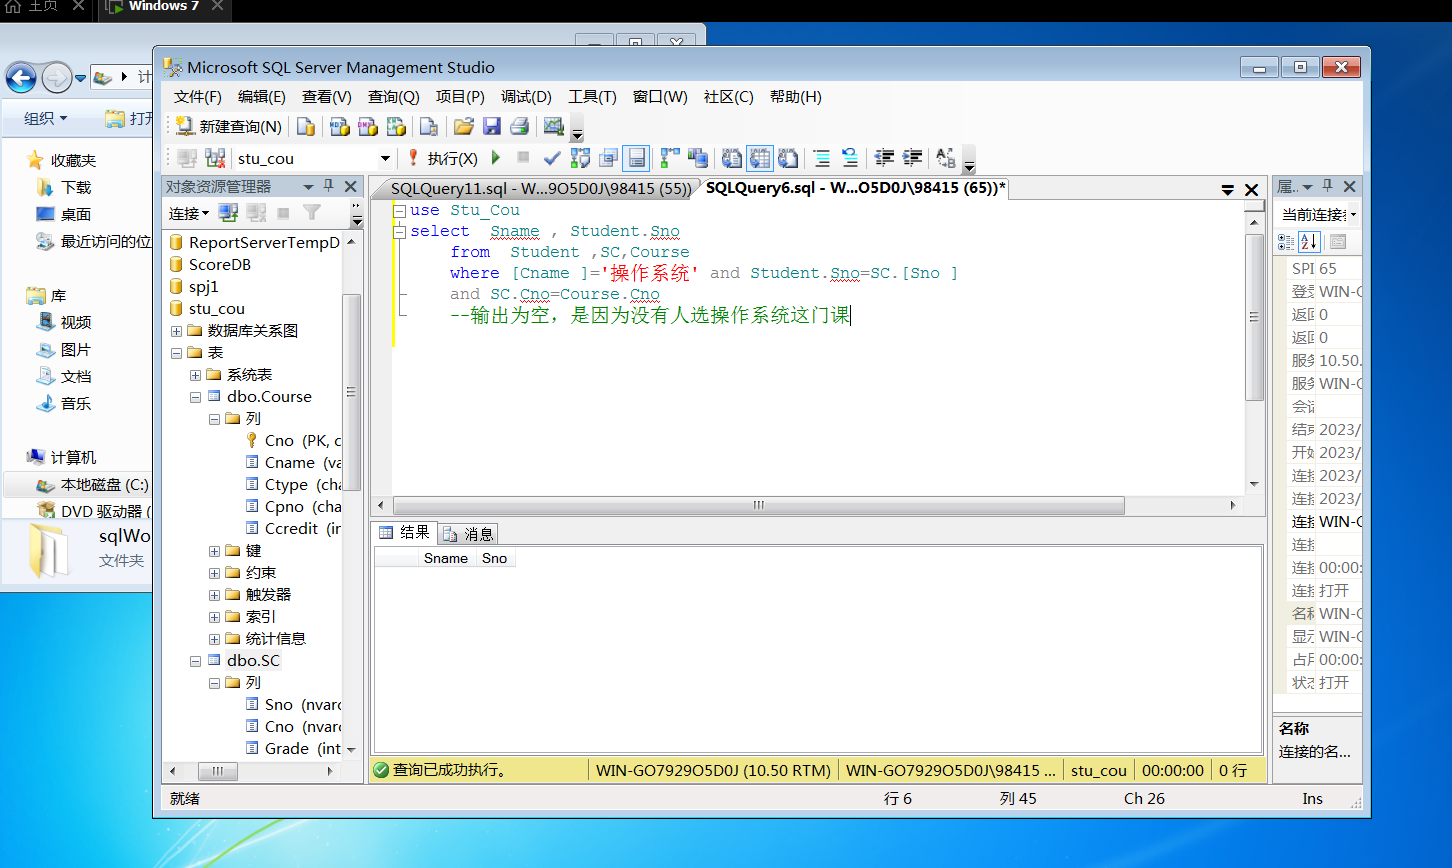 主页
Windows 7
Microsoft SQL Server Management Studio
文件(F) 编辑(E) 查看(V) 查询(Q) 项目(P) 调试(D) 工具(T) 窗口(W) 社区(C) 帮助(H)
新建查询(N)
stu_cou 执行(X)
计
组织 打开
收藏夹
下载
桌面
最近访问的位
库
视频
图片
文档
音乐
计算机
本地磁盘 (C:)
DVD 驱动器 (
sqlWo
文件夹
对象资源管理器
连接
ReportServerTempD
ScoreDB
spj1
stu_cou
数据库关系图
表
系统表
dbo.Course
列
Cno (PK, c
Cname (va
Ctype (cha
Cpno (cha
Ccredit (in
键
约束
触发器
索引
统计信息
dbo.SC
列
Sno (nvarc
Cno (nvarc
Grade (int
SQLQuery11.sql - W...9O5D0J\98415 (55))
SQLQuery6.sql - W...O5D0J\98415 (65))*
use Stu_Cou
select Sname , Student.Sno
from Student ,SC,Course
where [Cname ]='操作系统' and Student.Sno=SC.[Sno ]
and SC.Cno=Course.Cno
--输出为空，是因为没有人选操作系统这门课
结果 消息
Sname Sno
查询已成功执行。 WIN-GO7929O5D0J (10.50 RTM) WIN-GO7929O5D0J\98415 ... stu_cou 00:00:00 0 行
属..
当前连接
SPI 65
登录 WIN-G
返回 0
返回 0
服务 10.50.
服务 WIN-G
会话
结束 2023/
开始 2023/
连接 2023/
连接 2023/
连接 WIN-G
连接
连接 00:00:
连接 打开
名称 WIN-G
显示 WIN-G
占用 00:00:
状态 打开
名称
连接的名...
就绪 行 6 列 45 Ch 26 Ins